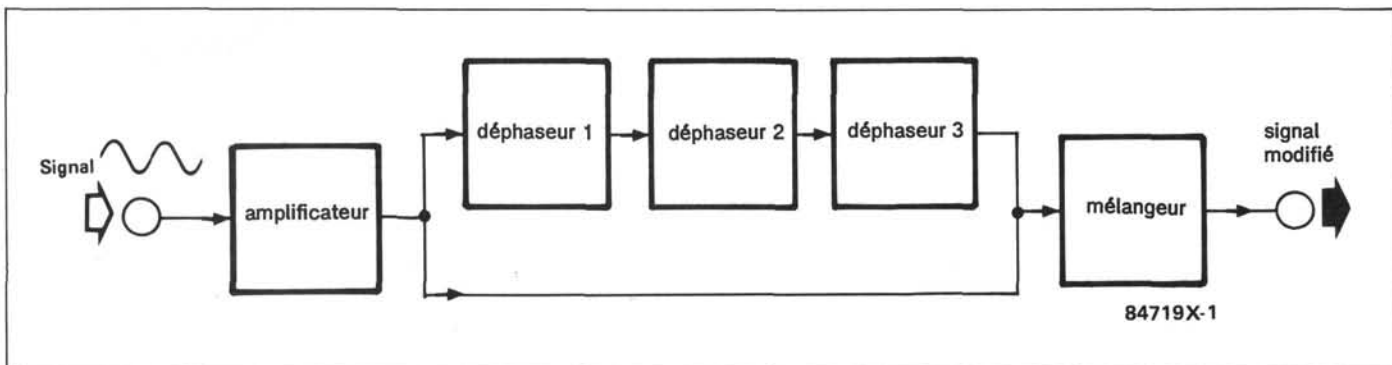 Signal
amplificateur
déphaseur 1
déphaseur 2
déphaseur 3
mélangeur
signal
modifié
84719X-1